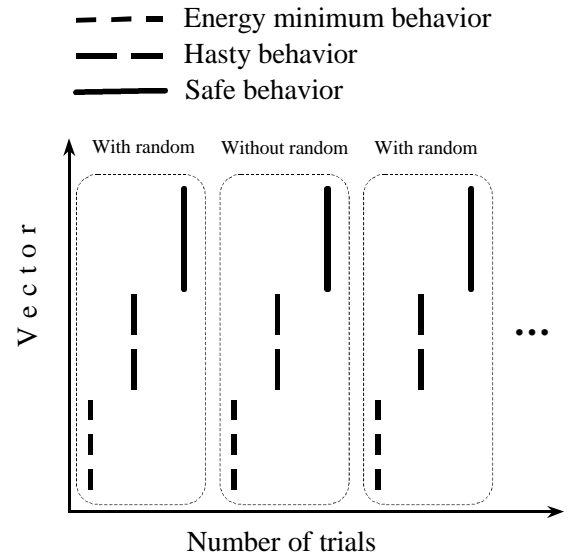 Energy minimum behavior
Hasty behavior
Safe behavior
With random
Without random
With random
Vector
...
Number of trials